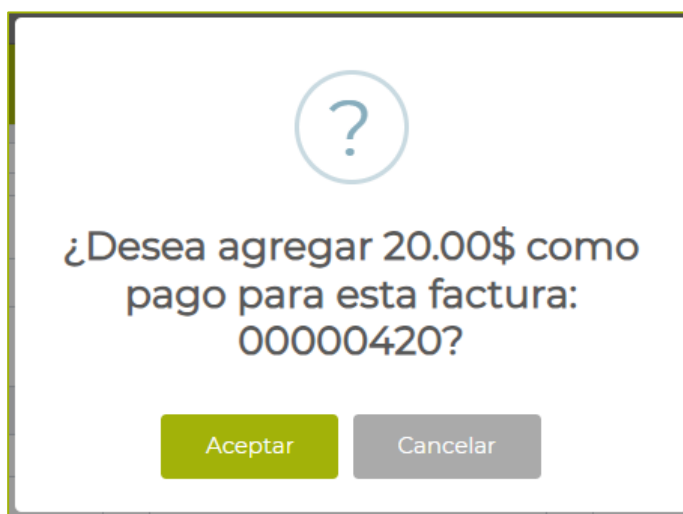 ?
¿Desea agregar 20.00$ como
pago para esta factura:
00000420?
Aceptar
Cancelar